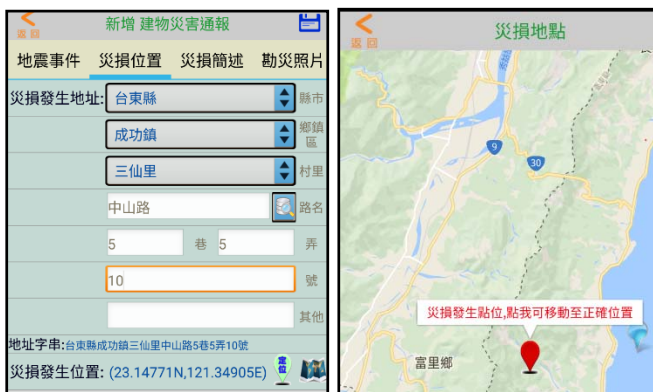 返 回
新增 建物災害通報
地震事件 災損位置 災損簡述 勘災照片
災損發生地址: 台東縣 縣市
成功鎮 鄉鎮區
三仙里 村里
中山路 路名
5 巷 5 弄
10 號
其他
地址字串:台東縣成功鎮三仙里中山路5巷5弄10號
災損發生位置: (23.14771N,121.34905E) 定位
返 回
災損地點
9
30
災損發生點位,點我可移動至正確位置
富里鄉